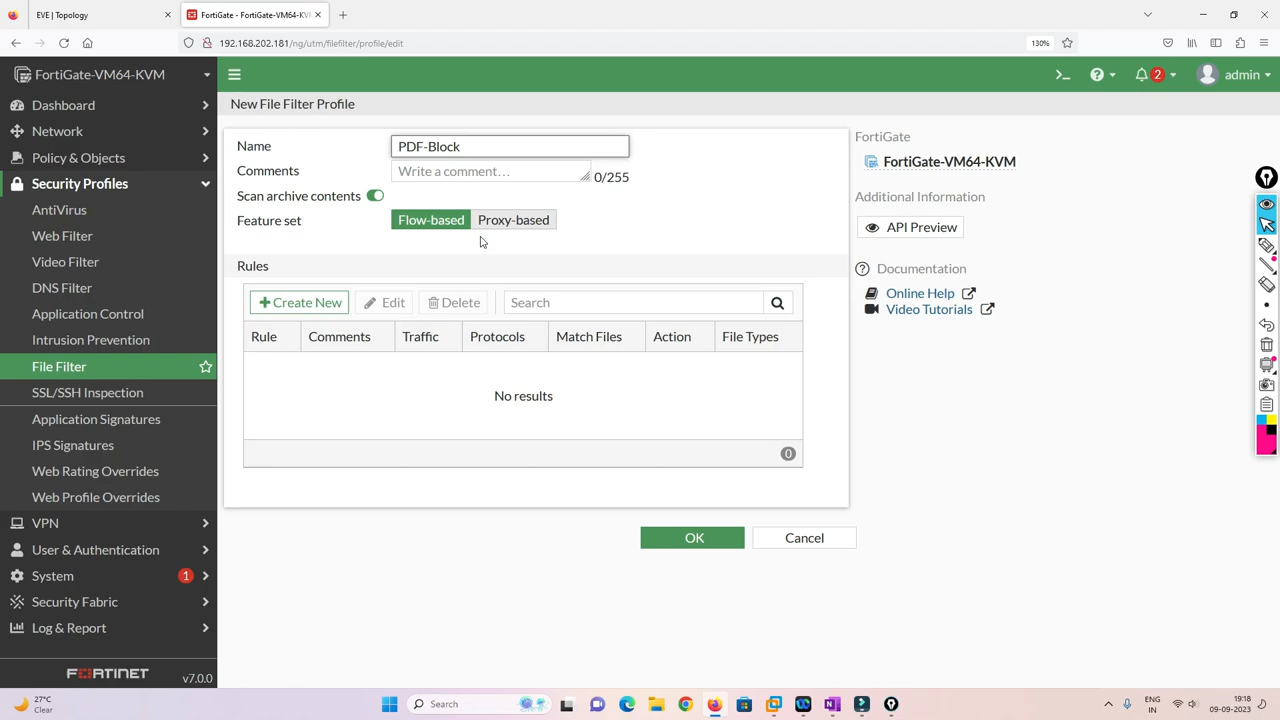 EVE | Topology
FortiGate - FortiGate-VM64-KV
192.168.202.181/ng/utm/filefilter/profile/edit
130%
FortiGate-VM64-KVM
2
admin
Dashboard
Network
Policy & Objects
Security Profiles
AntiVirus
Web Filter
Video Filter
DNS Filter
Application Control
Intrusion Prevention
File Filter
SSL/SSH Inspection
Application Signatures
IPS Signatures
Web Rating Overrides
Web Profile Overrides
VPN
User & Authentication
System 1
Security Fabric
Log & Report
FORTINET v7.0.0
New File Filter Profile
Name PDF-Block
Comments Write a comment... 0/255
Scan archive contents
Feature set Flow-based Proxy-based
Rules
+Create New Edit Delete Search
Rule Comments Traffic Protocols Match Files Action File Types
No results
0
OK Cancel
FortiGate
FortiGate-VM64-KVM
Additional Information
API Preview
Documentation
Online Help
Video Tutorials
27°C
Clear
Search
ENG
IN
19:18
09-09-2023